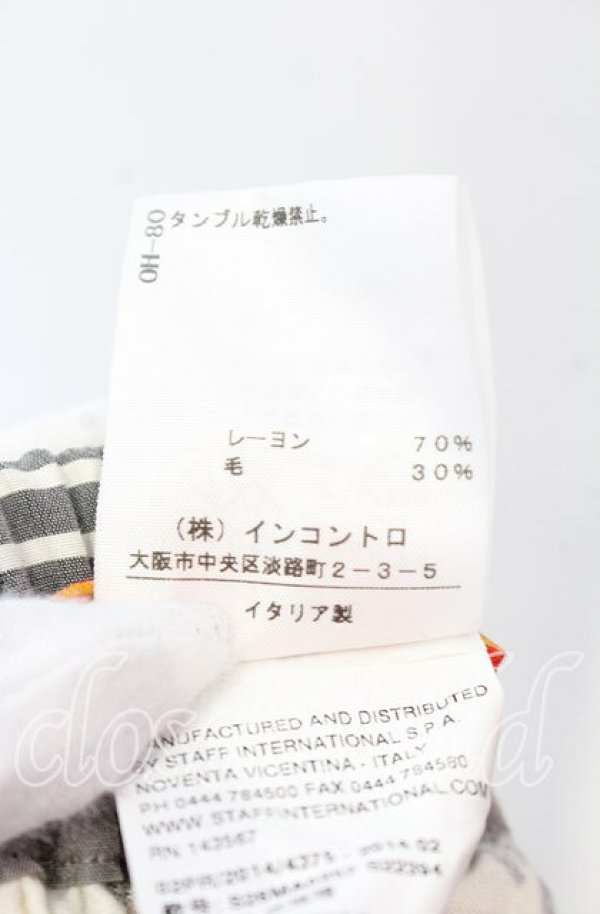 OH-80
タンブル乾燥禁止。
レーヨン 70%
毛 30%
(株)インコントロ
大阪市中央区淡路町2-3-5
イタリア製
MANUFACTURED AND DISTRIBUTED
BY STAFF INTERNATIONAL S.P.A.
NOVENTA VICENTINA - ITALY
PH 0444 784500 FAX 0444 784580
WWW.STAFFINTERNATIONAL.COM
RN 143567